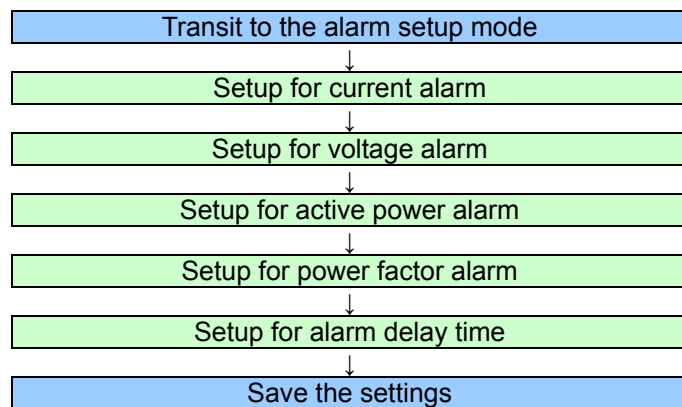 Transit to the alarm setup mode
↓
Setup for current alarm
↓
Setup for voltage alarm
↓
Setup for active power alarm
↓
Setup for power factor alarm
↓
Setup for alarm delay time
↓
Save the settings